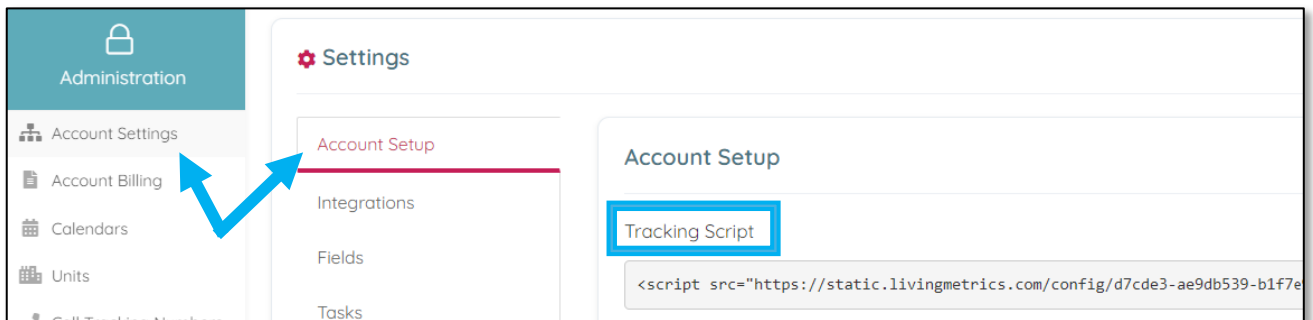 Administration
Account Settings
Account Billing
Calendars
Units
Settings
Account Setup
Integrations
Fields
Tasks
Account Setup
Tracking Script
<script src="https://static.livingmetrics.com/config/d7cde3-ae9db539-b1f7e